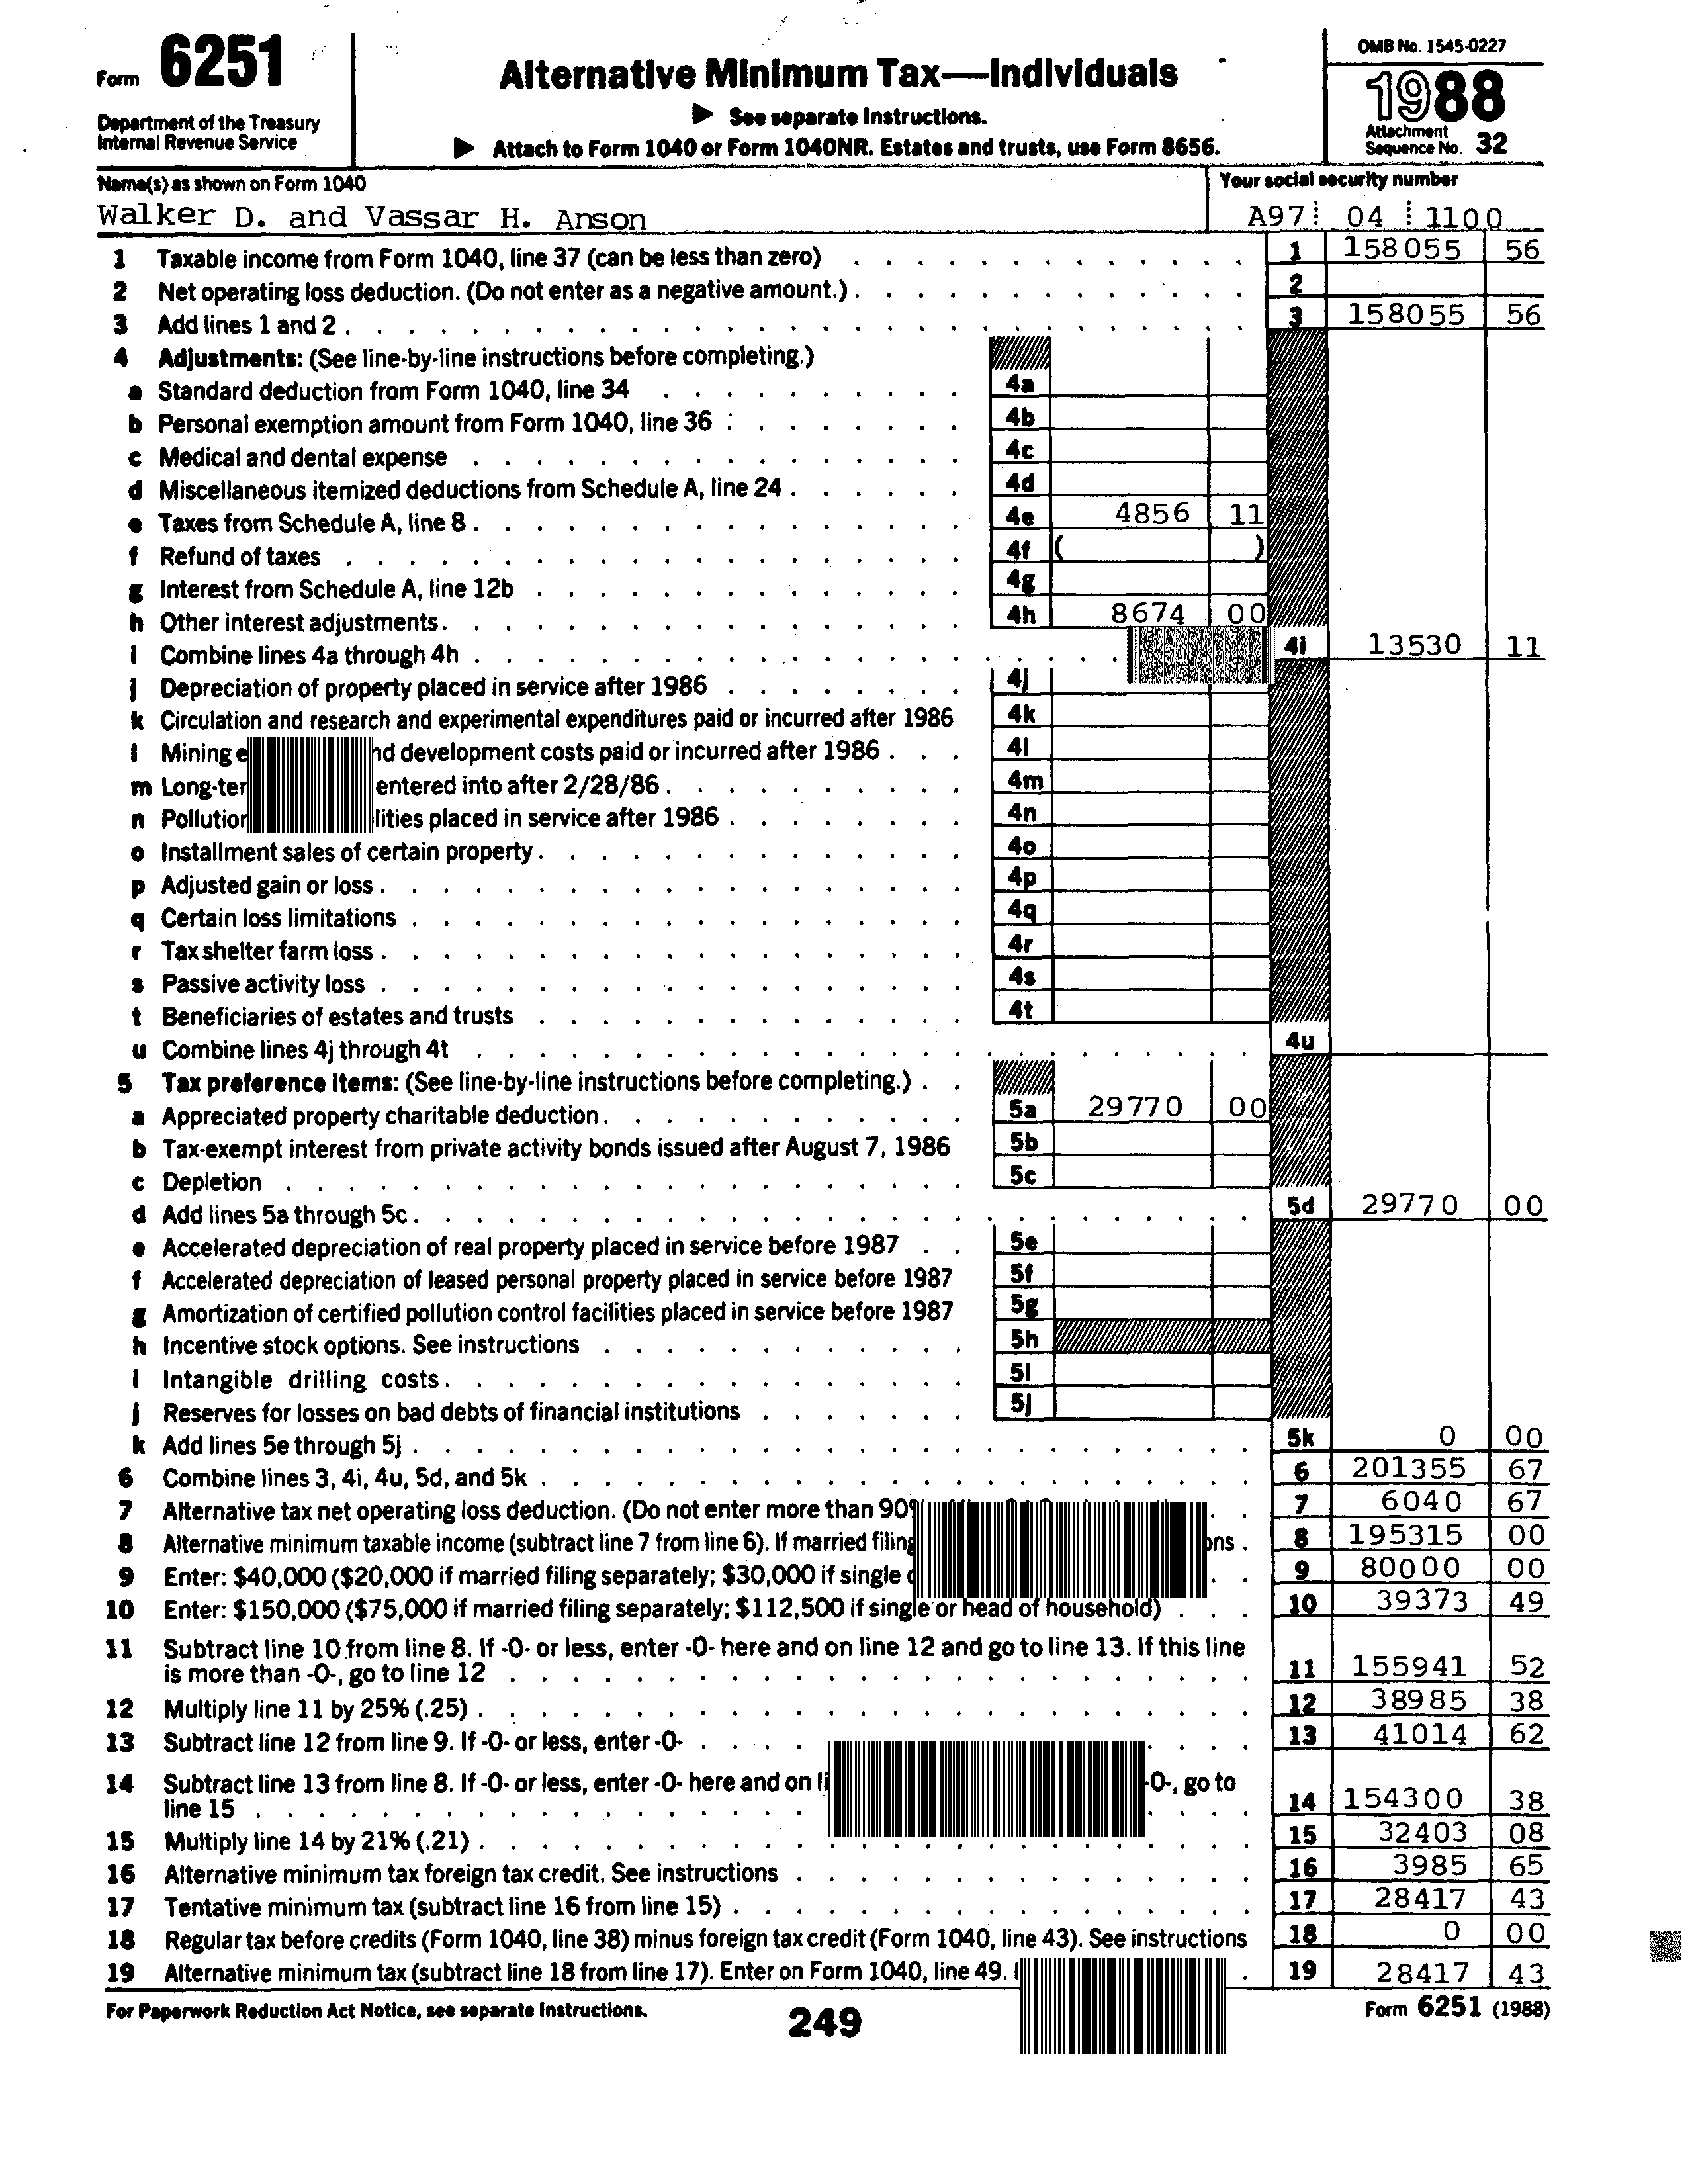 Form 6251
Department of the Treasury
Internal Revenue Service
Alternative Minimum Tax—Individuals
▶ See separate Instructions.
▶ Attach to Form 1040 or Form 1040NR. Estates and trusts, use Form 8656.
OMB No. 1545-0227
1988
Attachment
Sequence No. 32
Name(s) as shown on Form 1040
Walker D. and Vassar H. Anson
Your social security number
A97 04 1100
1 Taxable income from Form 1040, line 37 (can be less than zero) 1 158055 56
2 Net operating loss deduction. (Do not enter as a negative amount.) 2
3 Add lines 1 and 2 3 158055 56
4 Adjustments: (See line-by-line instructions before completing.)
a Standard deduction from Form 1040, line 34 4a
b Personal exemption amount from Form 1040, line 36 4b
c Medical and dental expense 4c
d Miscellaneous itemized deductions from Schedule A, line 24 4d
e Taxes from Schedule A, line 8 4e 4856 11
f Refund of taxes 4f ( )
g Interest from Schedule A, line 12b 4g
h Other interest adjustments 4h 8674 00
i Combine lines 4a through 4h 4i 13530 11
j Depreciation of property placed in service after 1986 4j
k Circulation and research and experimental expenditures paid or incurred after 1986 4k
l Mining development costs paid or incurred after 1986 4l
m entered into after 2/28/86 4m
n placed in service after 1986 4n
o Installment sales of certain property 4o
p Adjusted gain or loss 4p
q Certain loss limitations 4q
r Tax shelter farm loss 4r
s Passive activity loss 4s
t Beneficiaries of estates and trusts 4t
u Combine lines 4j through 4t 4u
5 Tax preference items: (See line-by-line instructions before completing.)
a Appreciated property charitable deduction 5a 29770 00
b Tax-exempt interest from private activity bonds issued after August 7, 1986 5b
c Depletion 5c
d Add lines 5a through 5c 5d 29770 00
e Accelerated depreciation of real property placed in service before 1987 5e
f Accelerated depreciation of leased personal property placed in service before 1987 5f
g Amortization of certified pollution control facilities placed in service before 1987 5g
h Incentive stock options. See instructions 5h
i Intangible drilling costs 5i
j Reserves for losses on bad debts of financial institutions 5j
k Add lines 5e through 5j 5k 0 00
6 Combine lines 3, 4i, 4u, 5d, and 5k 6 201355 67
7 Alternative tax net operating loss deduction. (Do not enter more than 7 6040 67
8 Alternative minimum taxable income (subtract line 7 from line 6). If married 8 195315 00
9 Enter: $40,000 ($20,000 if married filing separately; $30,000 if single 9 80000 00
10 Enter: $150,000 ($75,000 if married filing separately; $112,500 if single or head of household) 10 39373 49
11 Subtract line 10 from line 8. If -0- or less, enter -0- here and on line 12 and go to line 13. If this line
is more than -0-, go to line 12 11 155941 52
12 Multiply line 11 by 25% (.25) 12 38985 38
13 Subtract line 12 from line 9. If -0- or less, enter -0- 13 41014 62
14 Subtract line 13 from line 8. If -0- or less, enter -0- here and on -0-, go to
line 15 14 154300 38
15 Multiply line 14 by 21% (.21) 15 32403 08
16 Alternative minimum tax foreign tax credit. See instructions 16 3985 65
17 Tentative minimum tax (subtract line 16 from line 15) 17 28417 43
18 Regular tax before credits (Form 1040, line 38) minus foreign tax credit (Form 1040, line 43). See instructions 18 0 00
19 Alternative minimum tax (subtract line 18 from line 17). Enter on Form 1040, line 49. 19 28417 43
For Paperwork Reduction Act Notice, see separate Instructions.
249
Form 6251 (1988)